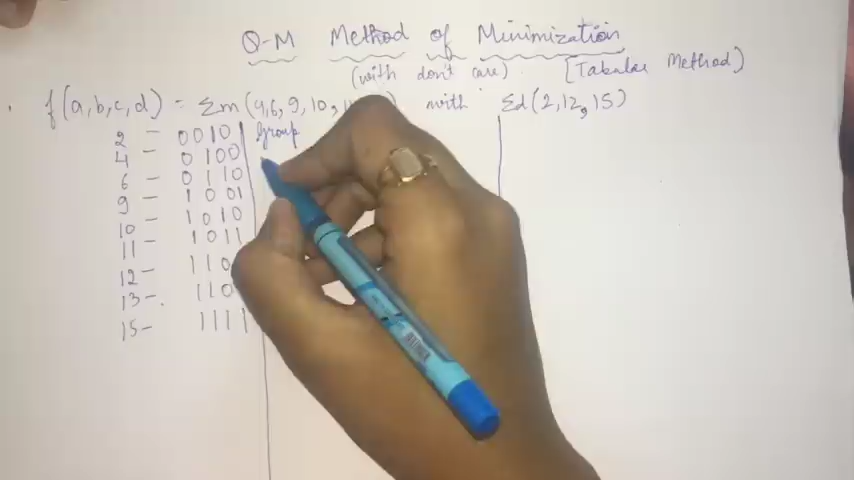 Q-M Method of Minimization
(with don't care) [Tabular Method)
f(a,b,c,d) = Σm(4,6,9,10, with Σd(2,12,15)
2 - 0010 Group
4 - 0100
6 - 0110
9 - 1001
10 - 1010
11 - 1011
12 - 110
13 - 110
15 - 1111